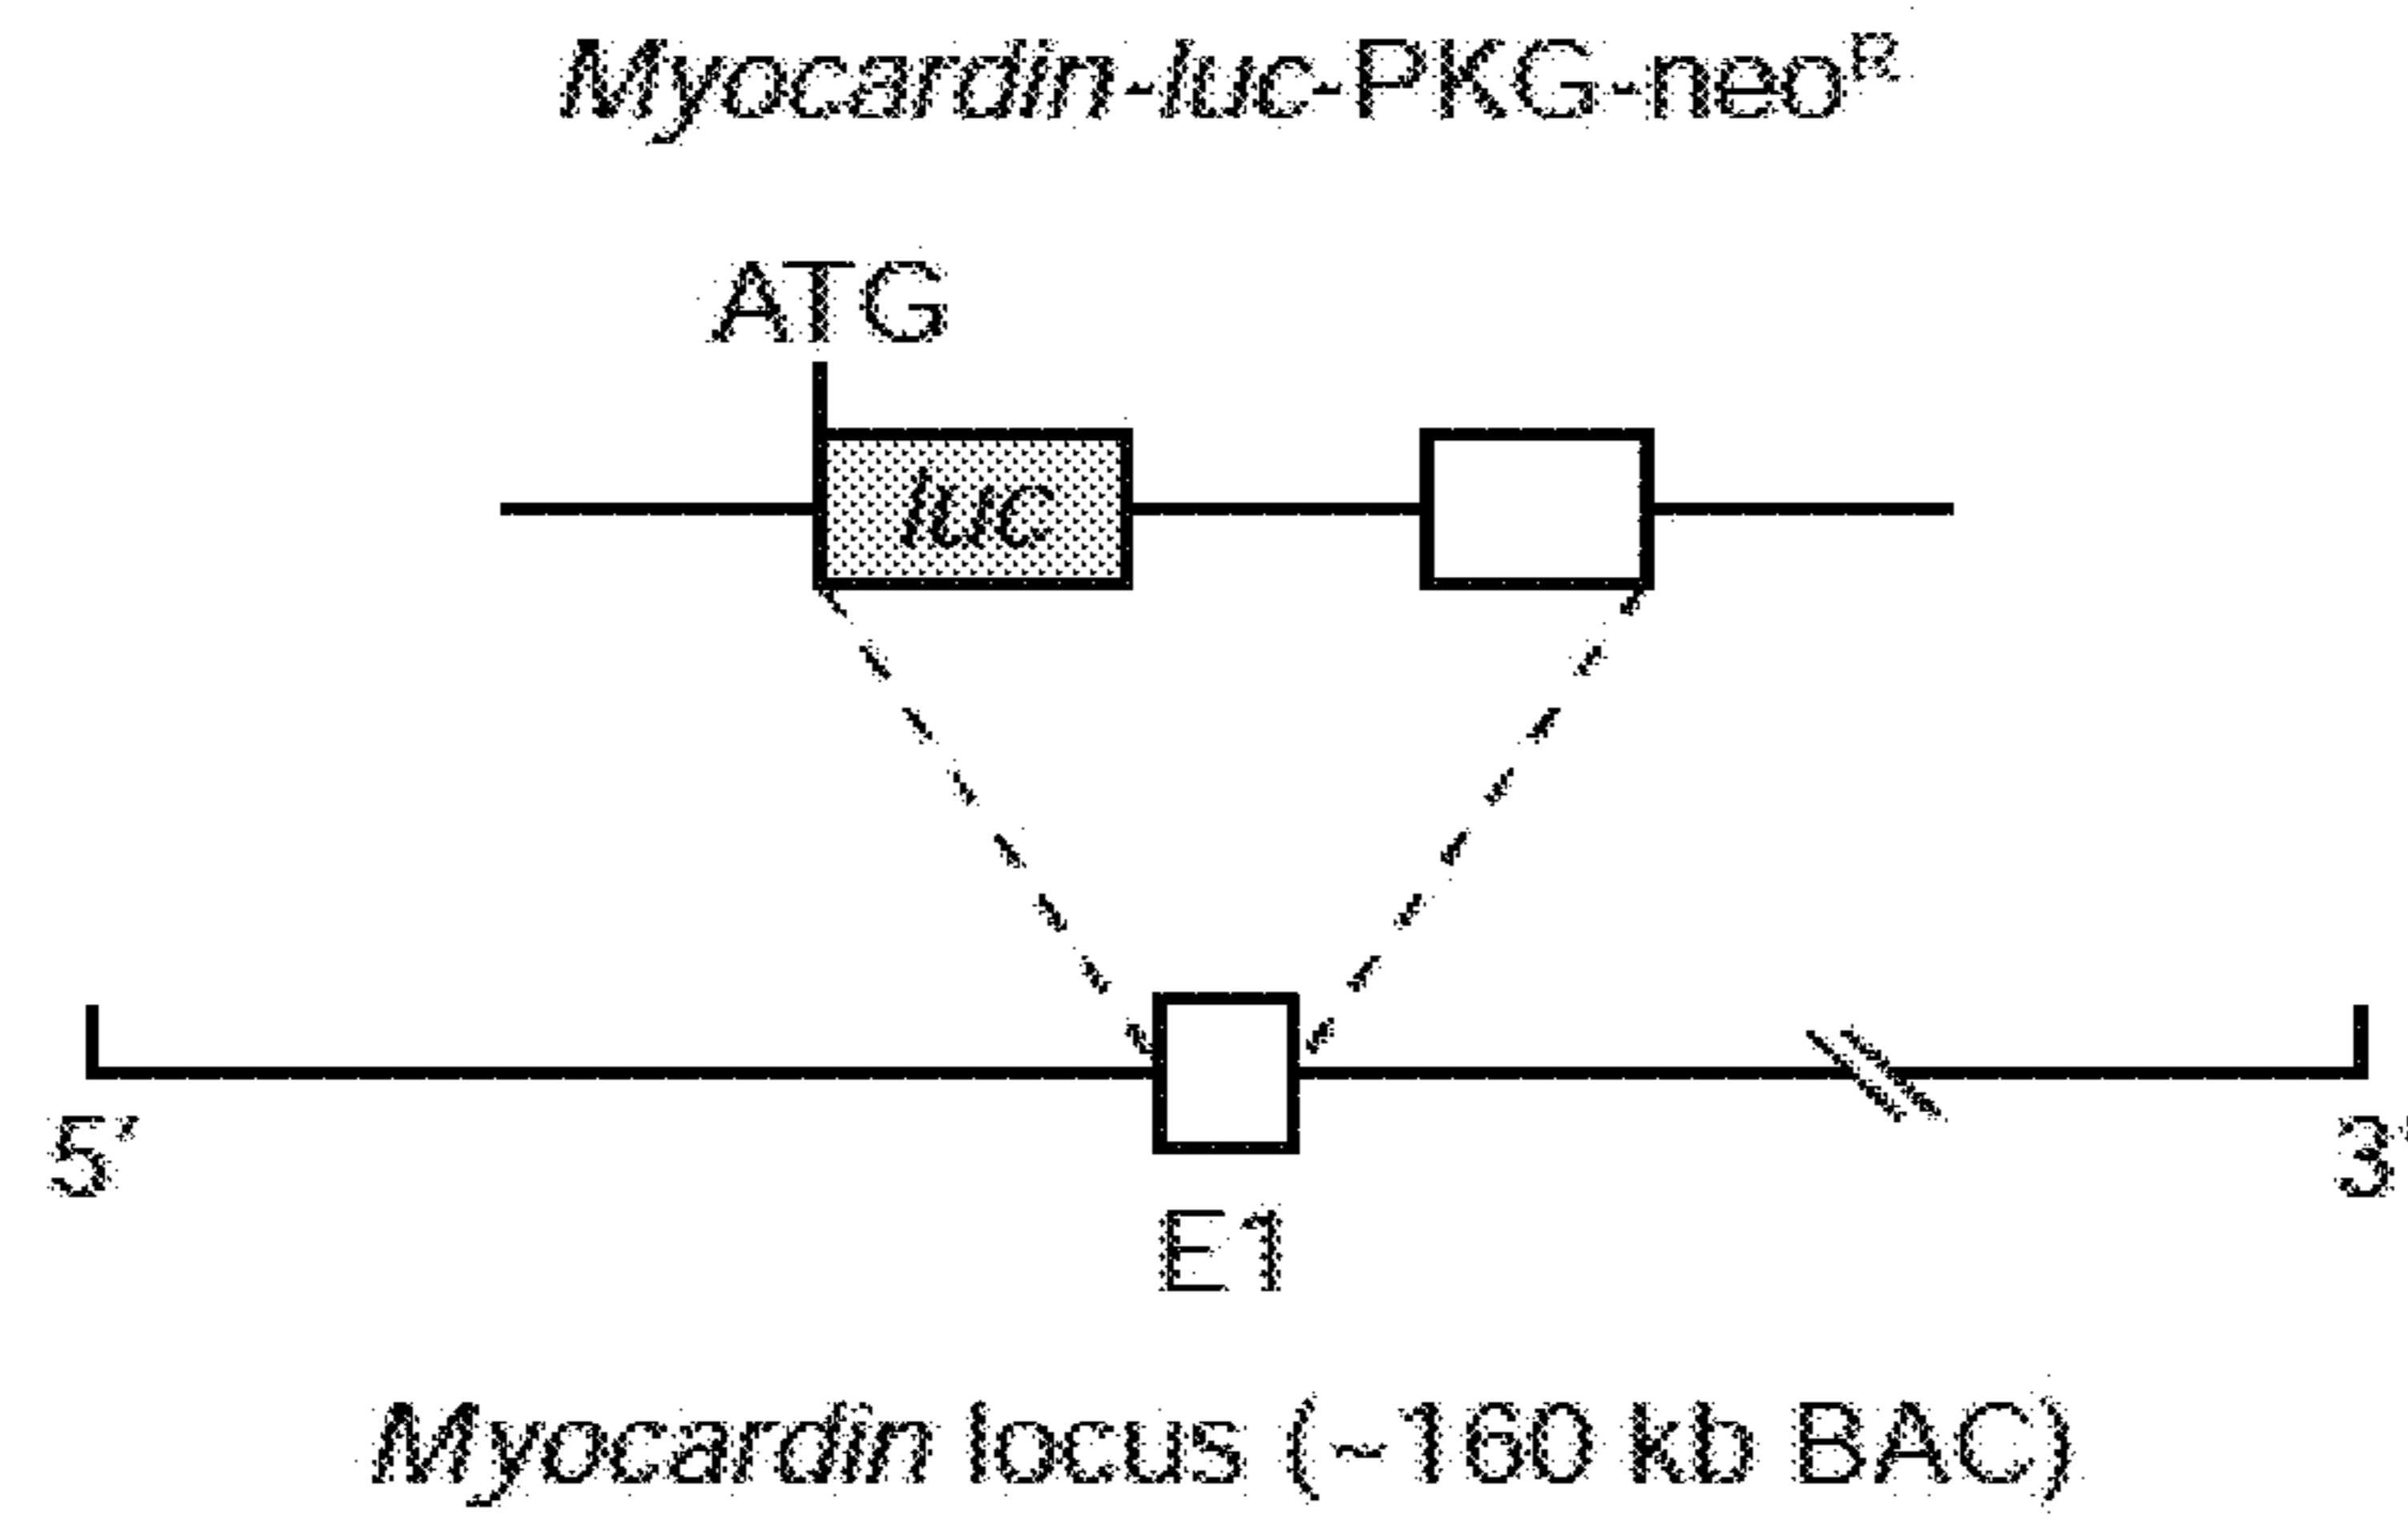 Myocardin-luc-PKG-neoᴿ
ATG
luc
5' 3'
E1
Myocardin locus (~160 kb BAC)